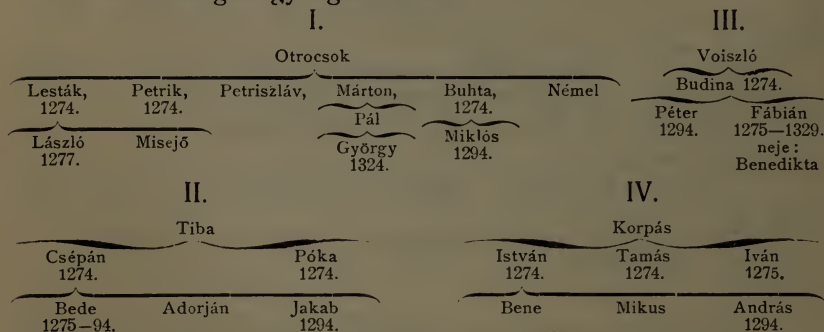 I.
Otrocsok
Lesták, Petrik, Petriszláv, Márton, Buhta, Némel
1274. 1274. 1274.
Pál
László Misejő György Miklós
1277. 1324. 1294.
III.
Voiszló
Budina 1274.
Péter Fábián
1294. 1275—1329.
neje:
Benedikta
II.
Tiba
Csépán Póka
1274. 1274.
Bede Adorján Jakab
1275—94. 1294.
IV.
Korpás
István Tamás Iván
1274. 1274. 1275.
Bene Mikus András
1294.